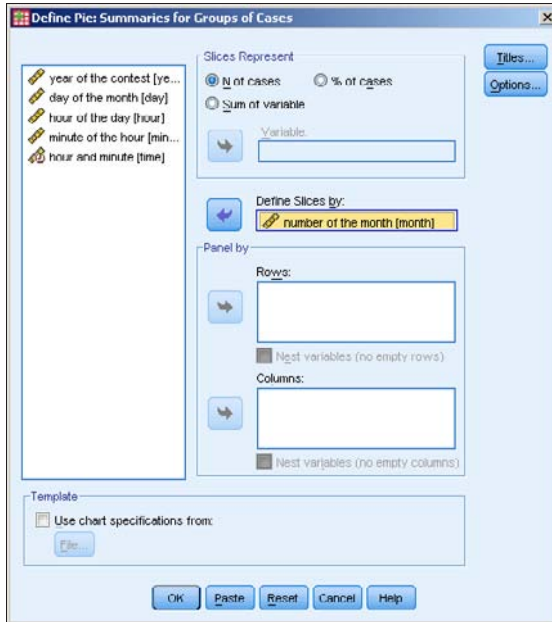 Define Pie: Summaries for Groups of Cases
year of the contest [ye...
day of the month [day]
hour of the day [hour]
minute of the hour [min...
hour and minute [time]
Slices Represent
N of cases
% of cases
Sum of variable
Variable:
Define Slices by:
number of the month [month]
Panel by
Rows:
Nest variables (no empty rows)
Columns:
Nest variables (no empty columns)
Titles...
Options...
Template
Use chart specifications from:
File...
OK Paste Reset Cancel Help